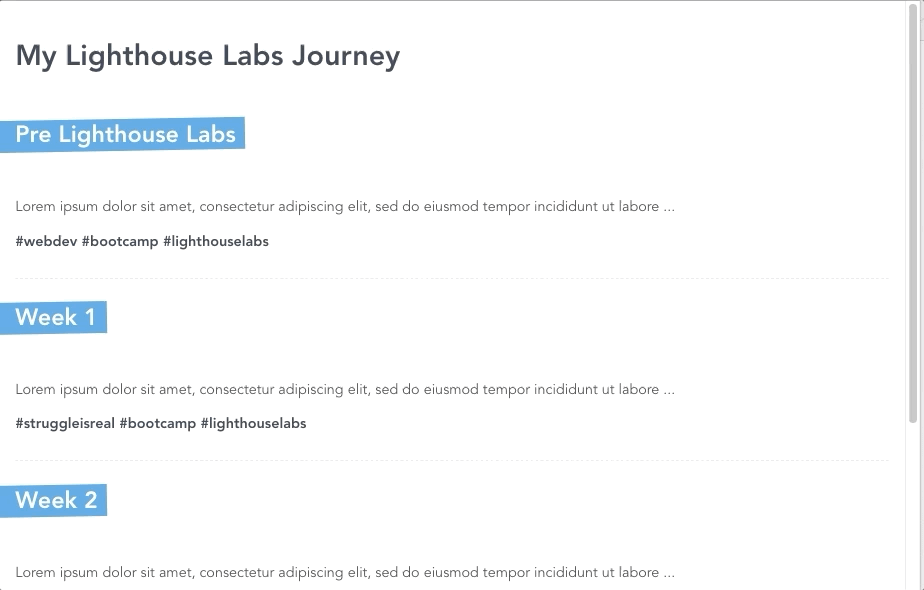 My Lighthouse Labs Journey
Pre Lighthouse Labs
Lorem ipsum dolor sit amet, consectetur adipiscing elit, sed do eiusmod tempor incididunt ut labore ...
#webdev #bootcamp #lighthouselabs
Week 1
Lorem ipsum dolor sit amet, consectetur adipiscing elit, sed do eiusmod tempor incididunt ut labore ...
#struggleisreal #bootcamp #lighthouselabs
Week 2
Lorem ipsum dolor sit amet, consectetur adipiscing elit, sed do eiusmod tempor incididunt ut labore ...